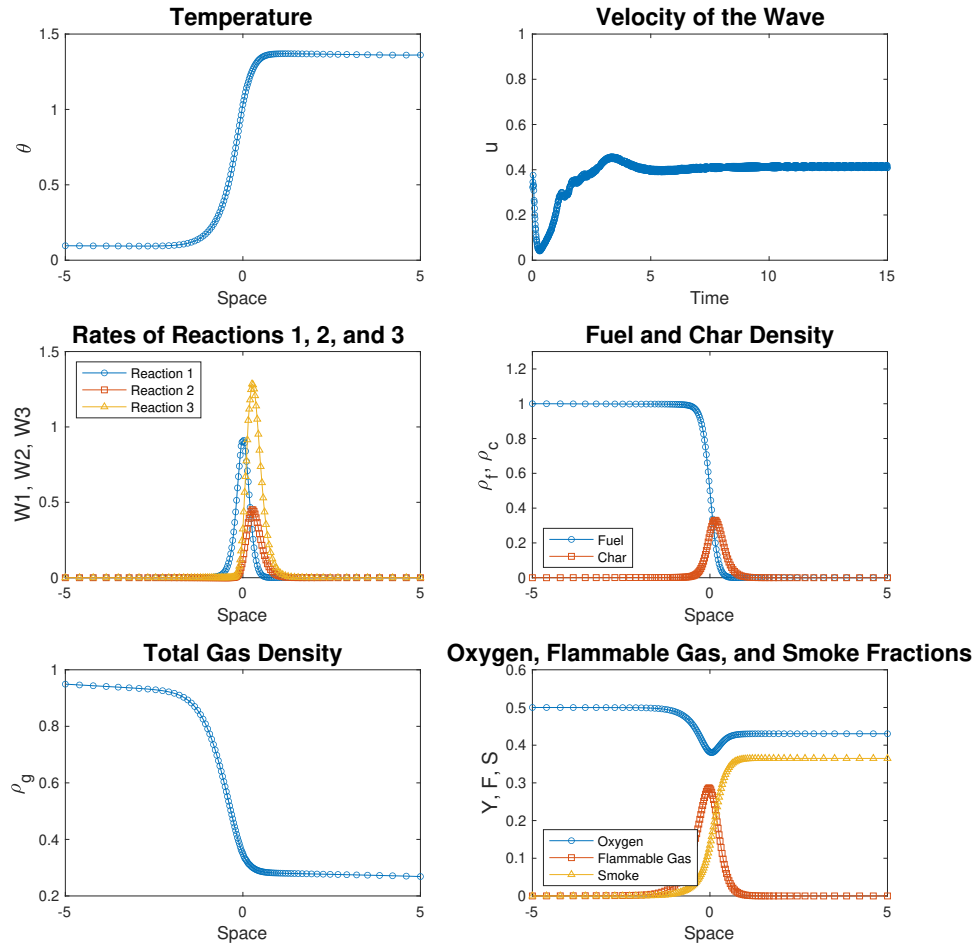 Temperature
1.5
1
0.5
0
θ
-5
0
5
Space
Velocity of the Wave
1
0.8
0.6
0.4
0.2
0
u
0
5
10
15
Time
Rates of Reactions 1, 2, and 3
1.5
1
0.5
0
W1, W2, W3
Reaction 1
Reaction 2
Reaction 3
-5
0
5
Space
Fuel and Char Density
1.2
1
0.8
0.6
0.4
0.2
0
ρ_f, ρ_c
Fuel
Char
-5
0
5
Space
Total Gas Density
1
0.8
0.6
0.4
0.2
ρ_g
-5
0
5
Space
Oxygen, Flammable Gas, and Smoke Fractions
0.6
0.5
0.4
0.3
0.2
0.1
0
Y, F, S
Oxygen
Flammable Gas
Smoke
-5
0
5
Space